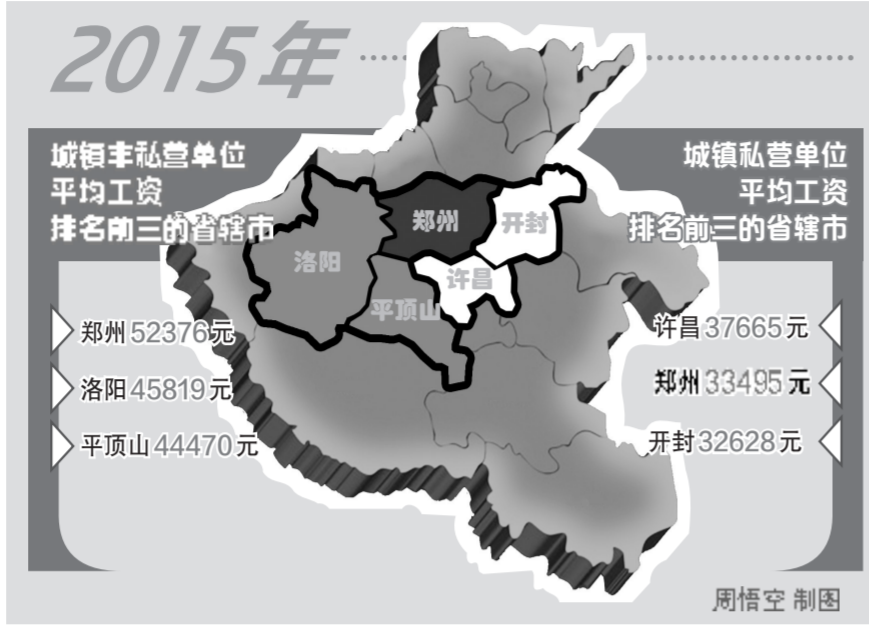 2015年
城镇非私营单位
平均工资
排名前三的省辖市
郑州52376元
洛阳45819元
平顶山44470元
城镇私营单位
平均工资
排名前三的省辖市
许昌37665元
郑州33495元
开封32628元
郑州
开封
洛阳
许昌
平顶山
周悟空 制图